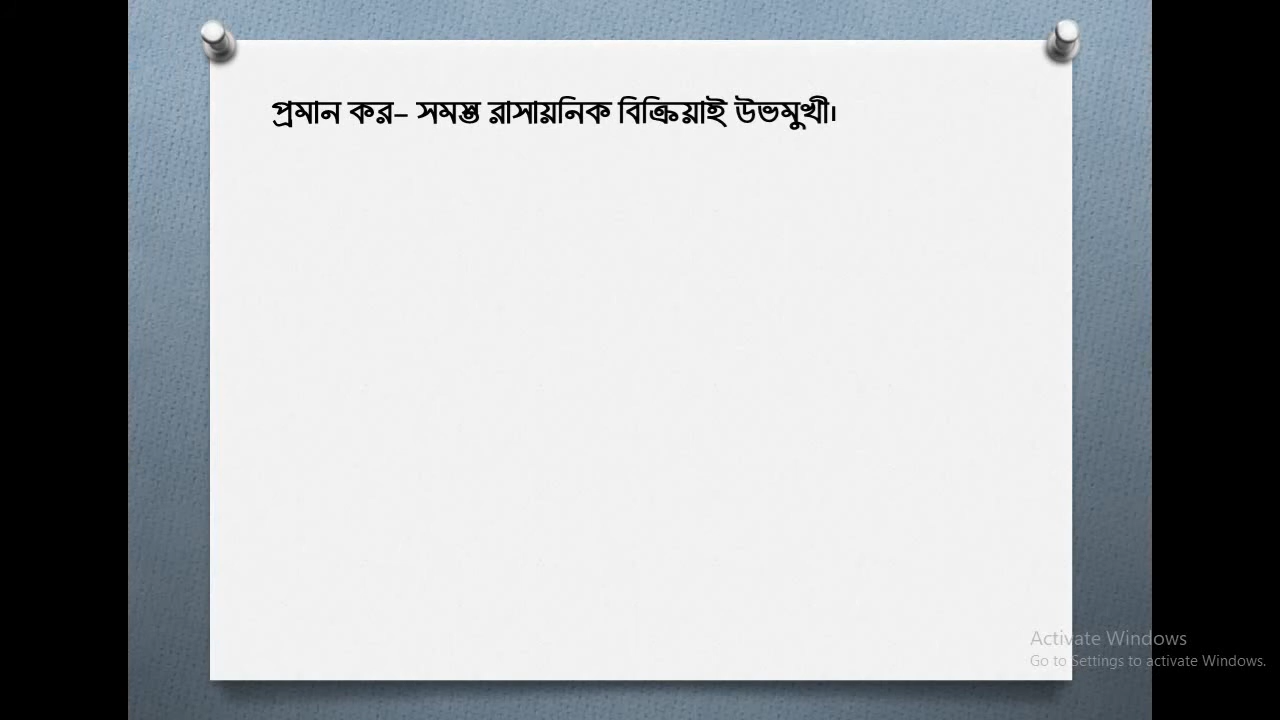 প্রমান কর– সমস্ত রাসায়নিক বিক্রিয়াই উভমুখী।
Activate Windows
Go to Settings to activate Windows.